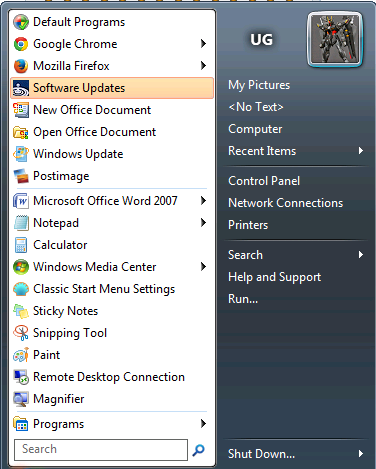 Default Programs
Google Chrome
Mozilla Firefox
Software Updates
New Office Document
Open Office Document
Windows Update
Postimage
Microsoft Office Word 2007
Notepad
Calculator
Windows Media Center
Classic Start Menu Settings
Sticky Notes
Snipping Tool
Paint
Remote Desktop Connection
Magnifier
Programs
Search
UG
My Pictures
<No Text>
Computer
Recent Items
Control Panel
Network Connections
Printers
Search
Help and Support
Run...
Shut Down...